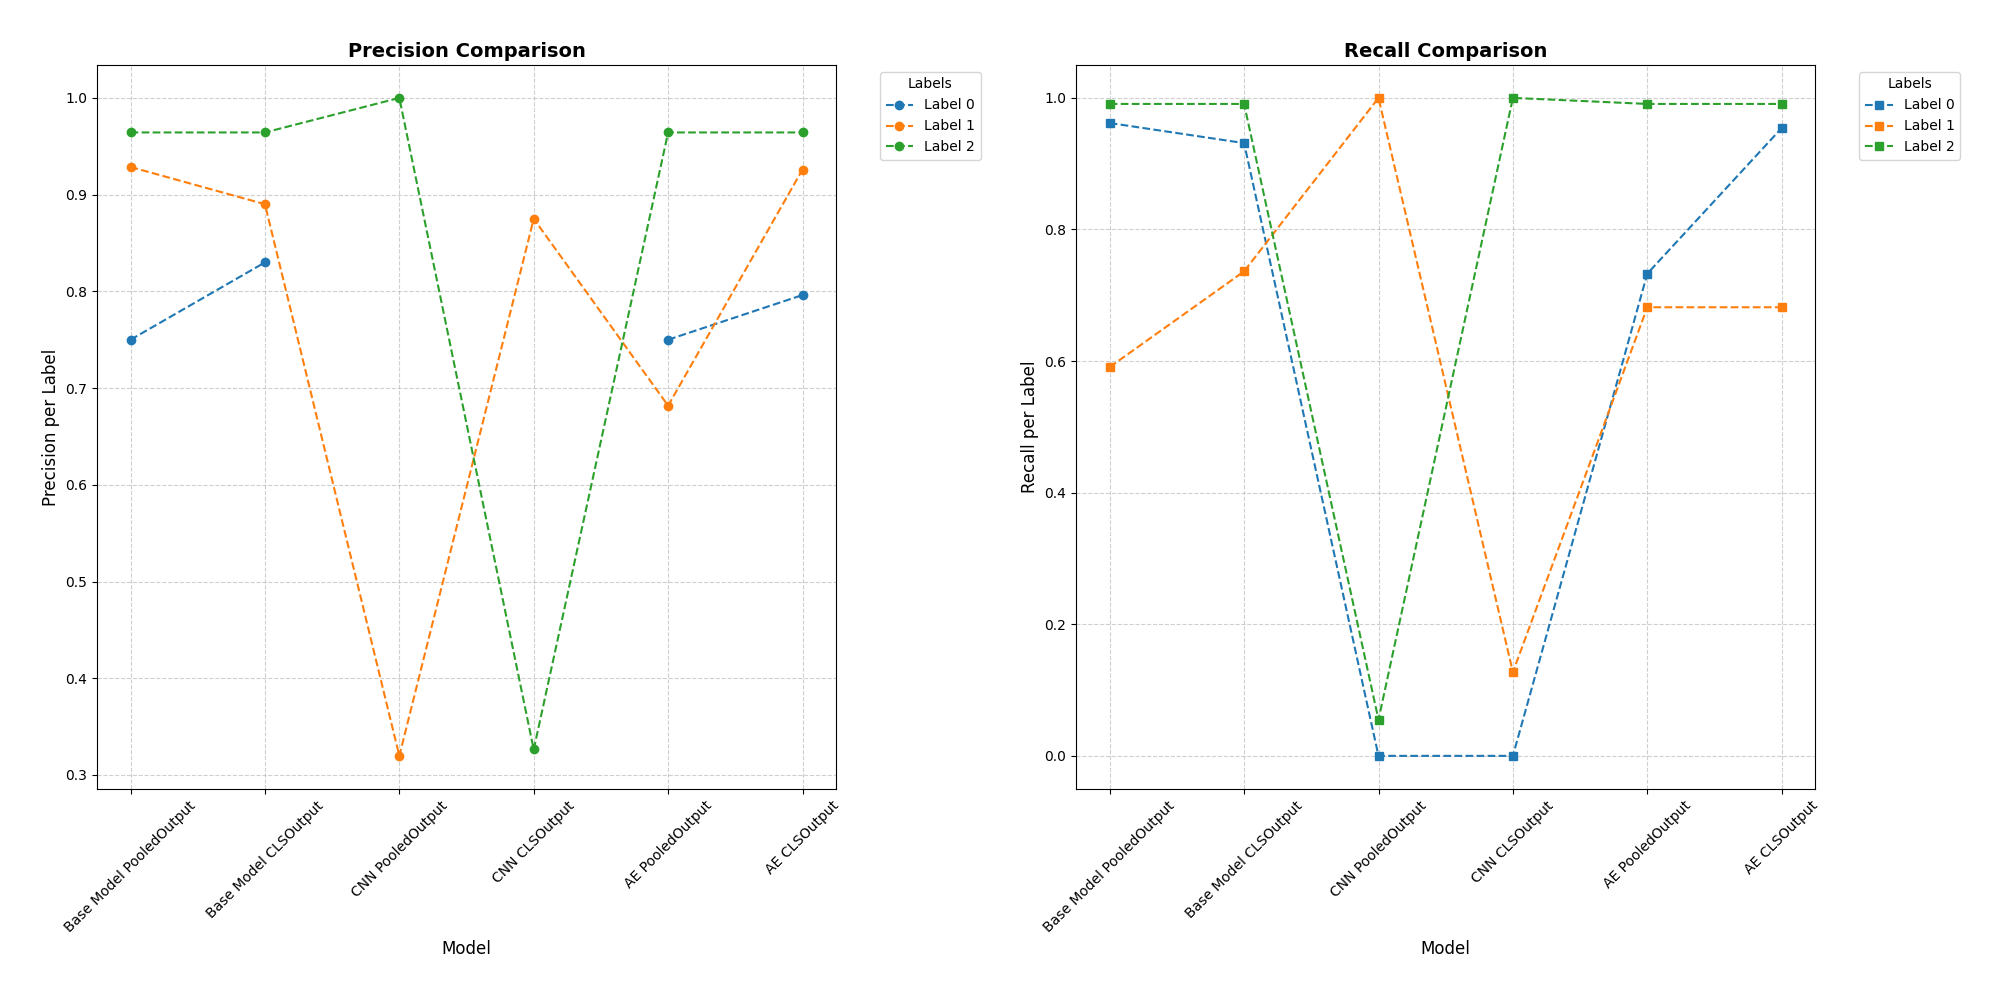 Precision Comparison
Precision per Label
1.0
0.9
0.8
0.7
0.6
0.5
0.4
0.3
Base Model PooledOutput
Base Model CLSOutput
CNN PooledOutput
CNN CLSOutput
AE PooledOutput
AE CLSOutput
Model
Labels
Label 0
Label 1
Label 2
Recall Comparison
Recall per Label
1.0
0.8
0.6
0.4
0.2
0.0
Base Model PooledOutput
Base Model CLSOutput
CNN PooledOutput
CNN CLSOutput
AE PooledOutput
AE CLSOutput
Model
Labels
Label 0
Label 1
Label 2